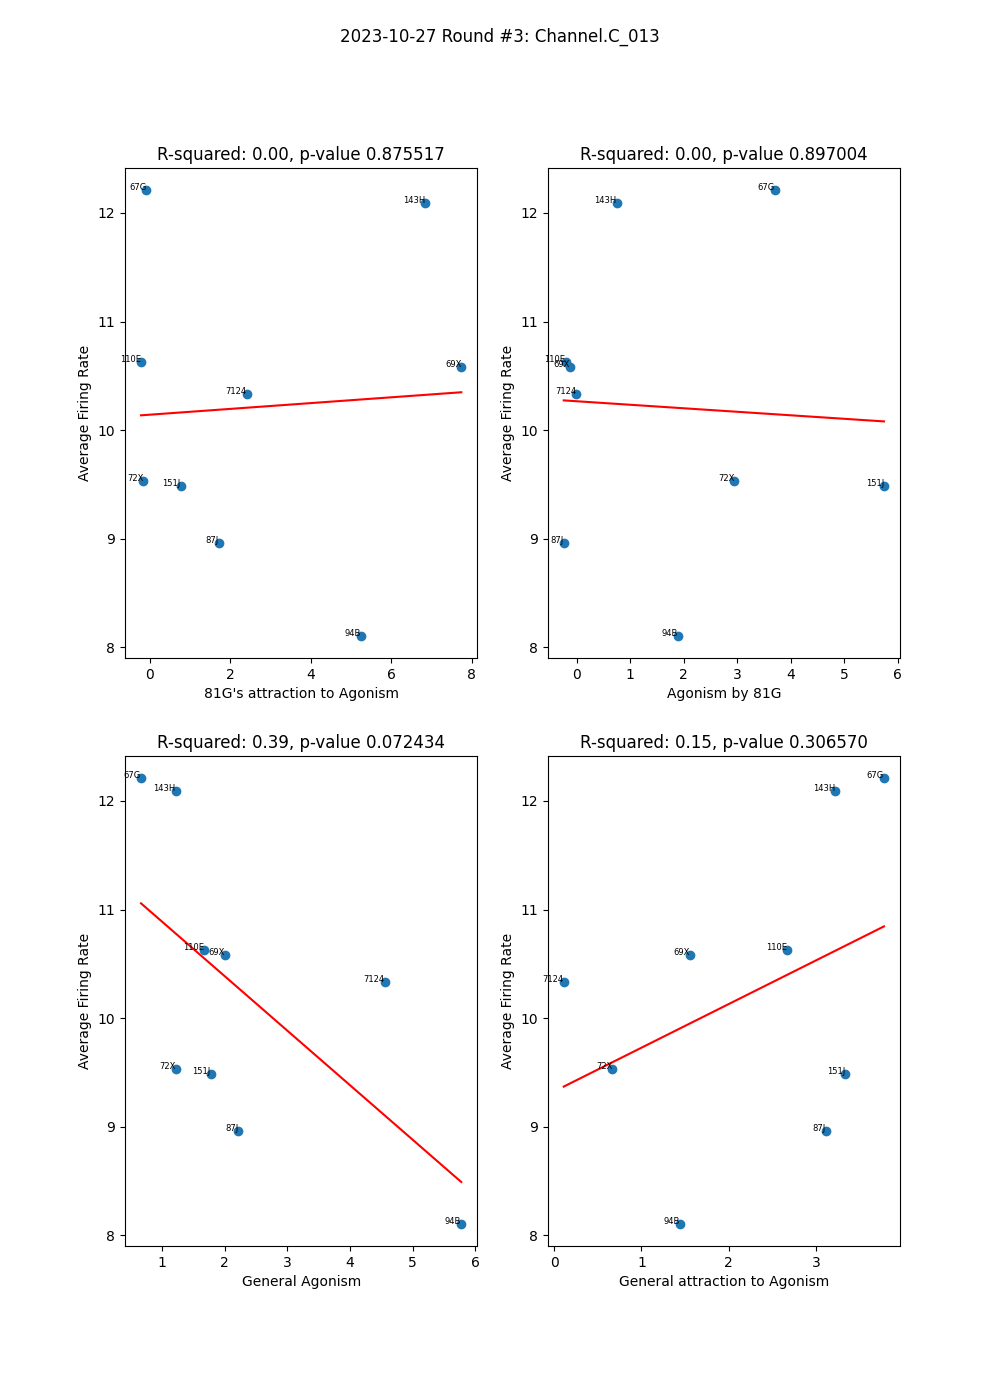 2023-10-27 Round #3: Channel.C_013
R-squared: 0.00, p-value 0.875517
Average Firing Rate
12
11
10
9
8
67G
143H
110E
69X
7124
72X
151J
87J
94B
0 2 4 6 8
81G's attraction to Agonism
R-squared: 0.00, p-value 0.897004
Average Firing Rate
12
11
10
9
8
67G
143H
110E
69X
7124
72X
151J
87J
94B
0 1 2 3 4 5 6
Agonism by 81G
R-squared: 0.39, p-value 0.072434
Average Firing Rate
12
11
10
9
8
67G
143H
110E
69X
7124
72X
151J
87J
94B
1 2 3 4 5 6
General Agonism
R-squared: 0.15, p-value 0.306570
Average Firing Rate
12
11
10
9
8
67G
143H
110E
69X
7124
72X
151J
87J
94B
0 1 2 3
General attraction to Agonism